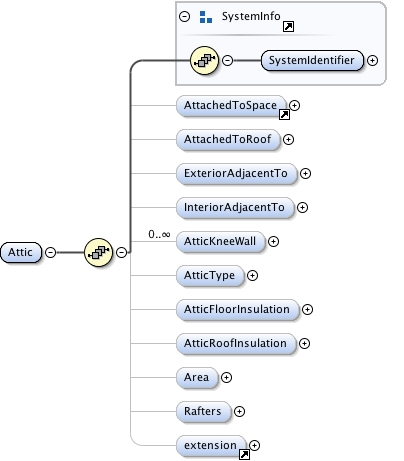 SystemInfo
SystemIdentifier
AttachedToSpace
AttachedToRoof
ExteriorAdjacentTo
InteriorAdjacentTo
0..∞
AtticKneeWall
Attic
AtticType
AtticFloorInsulation
AtticRoofInsulation
Area
Rafters
extension